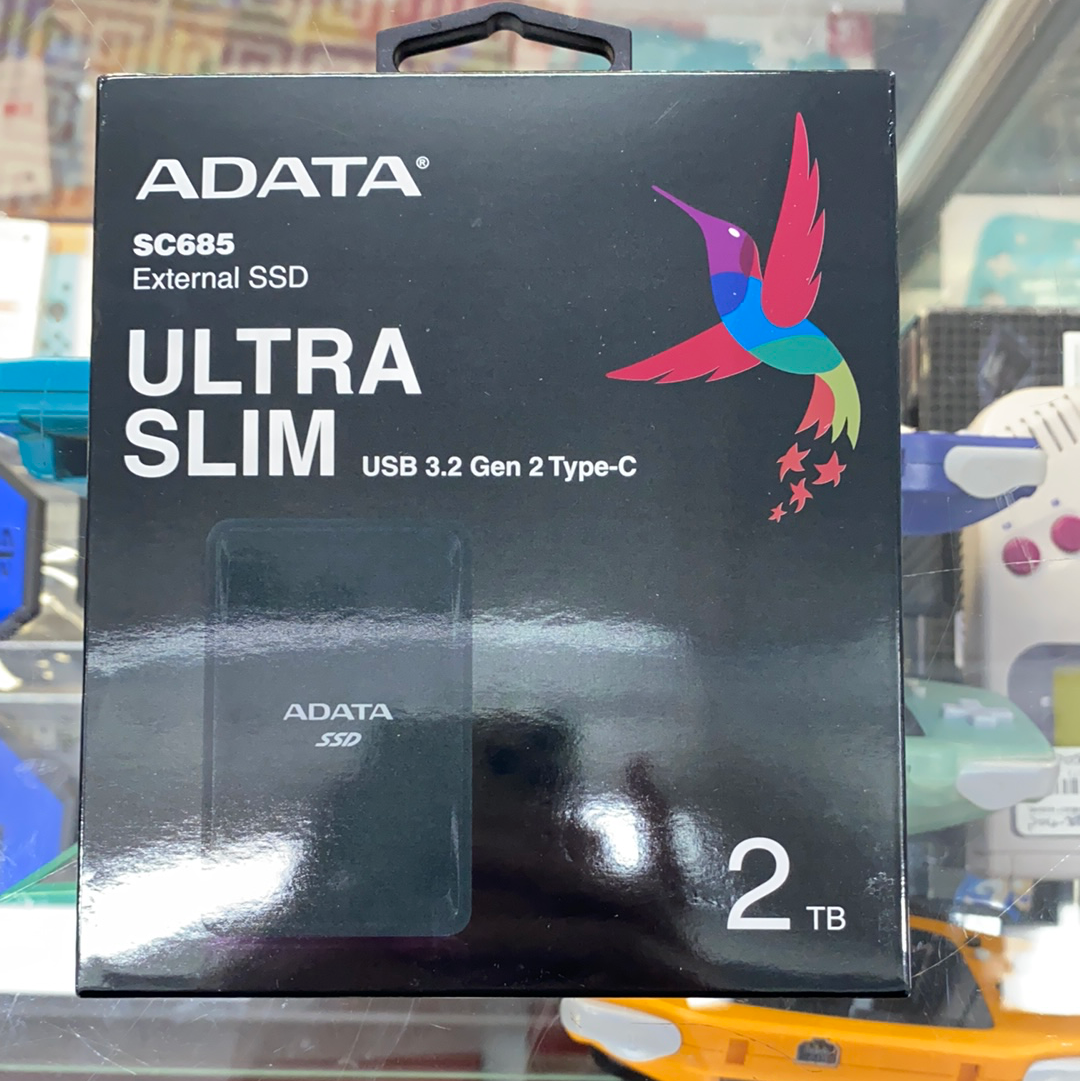 ADATA®
SC685
External SSD
ULTRA
SLIM USB 3.2 Gen 2 Type-C
ADATA
SSD
2 TB